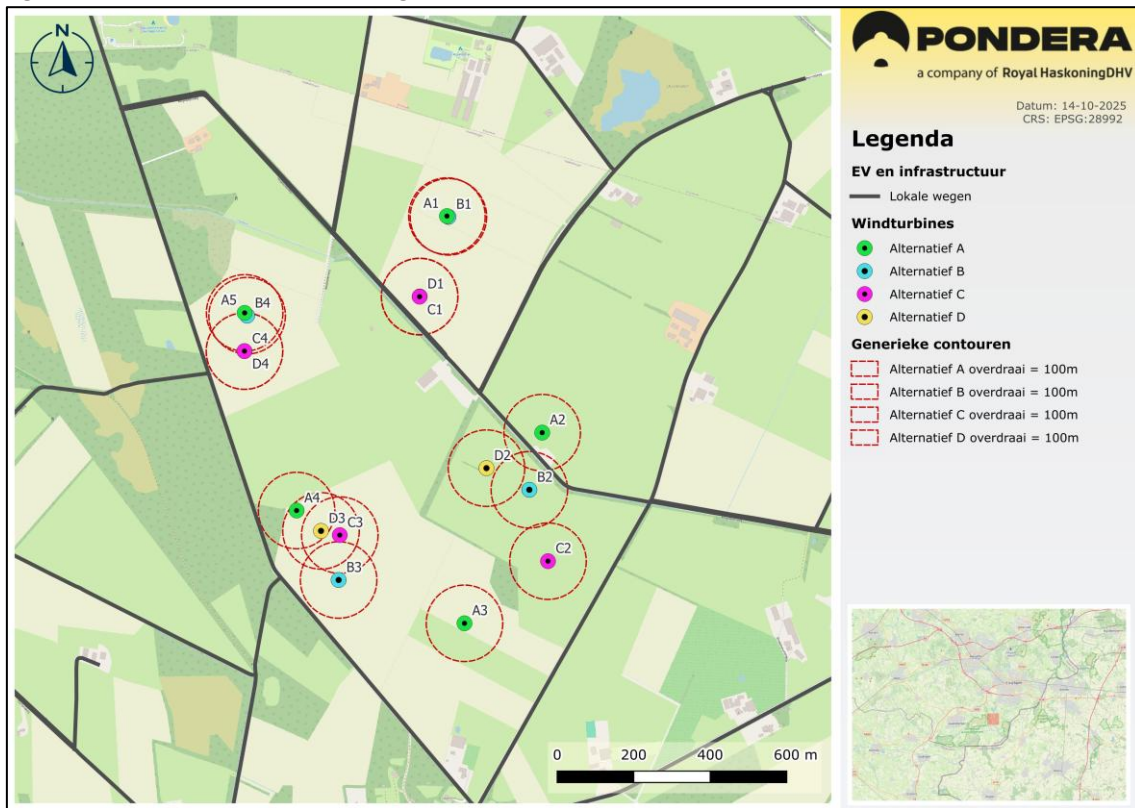 N
A1
B1
D1
C1
A5
B4
C4
D4
A2
D2
B2
A4
D3
C3
B3
C2
A3
0 200 400 600 m
PONDERA
a company of Royal HaskoningDHV
Datum: 14-10-2025
CRS: EPSG:28992
Legenda
EV en infrastructuur
Lokale wegen
Windturbines
Alternatief A
Alternatief B
Alternatief C
Alternatief D
Generieke contouren
Alternatief A overdraai = 100m
Alternatief B overdraai = 100m
Alternatief C overdraai = 100m
Alternatief D overdraai = 100m